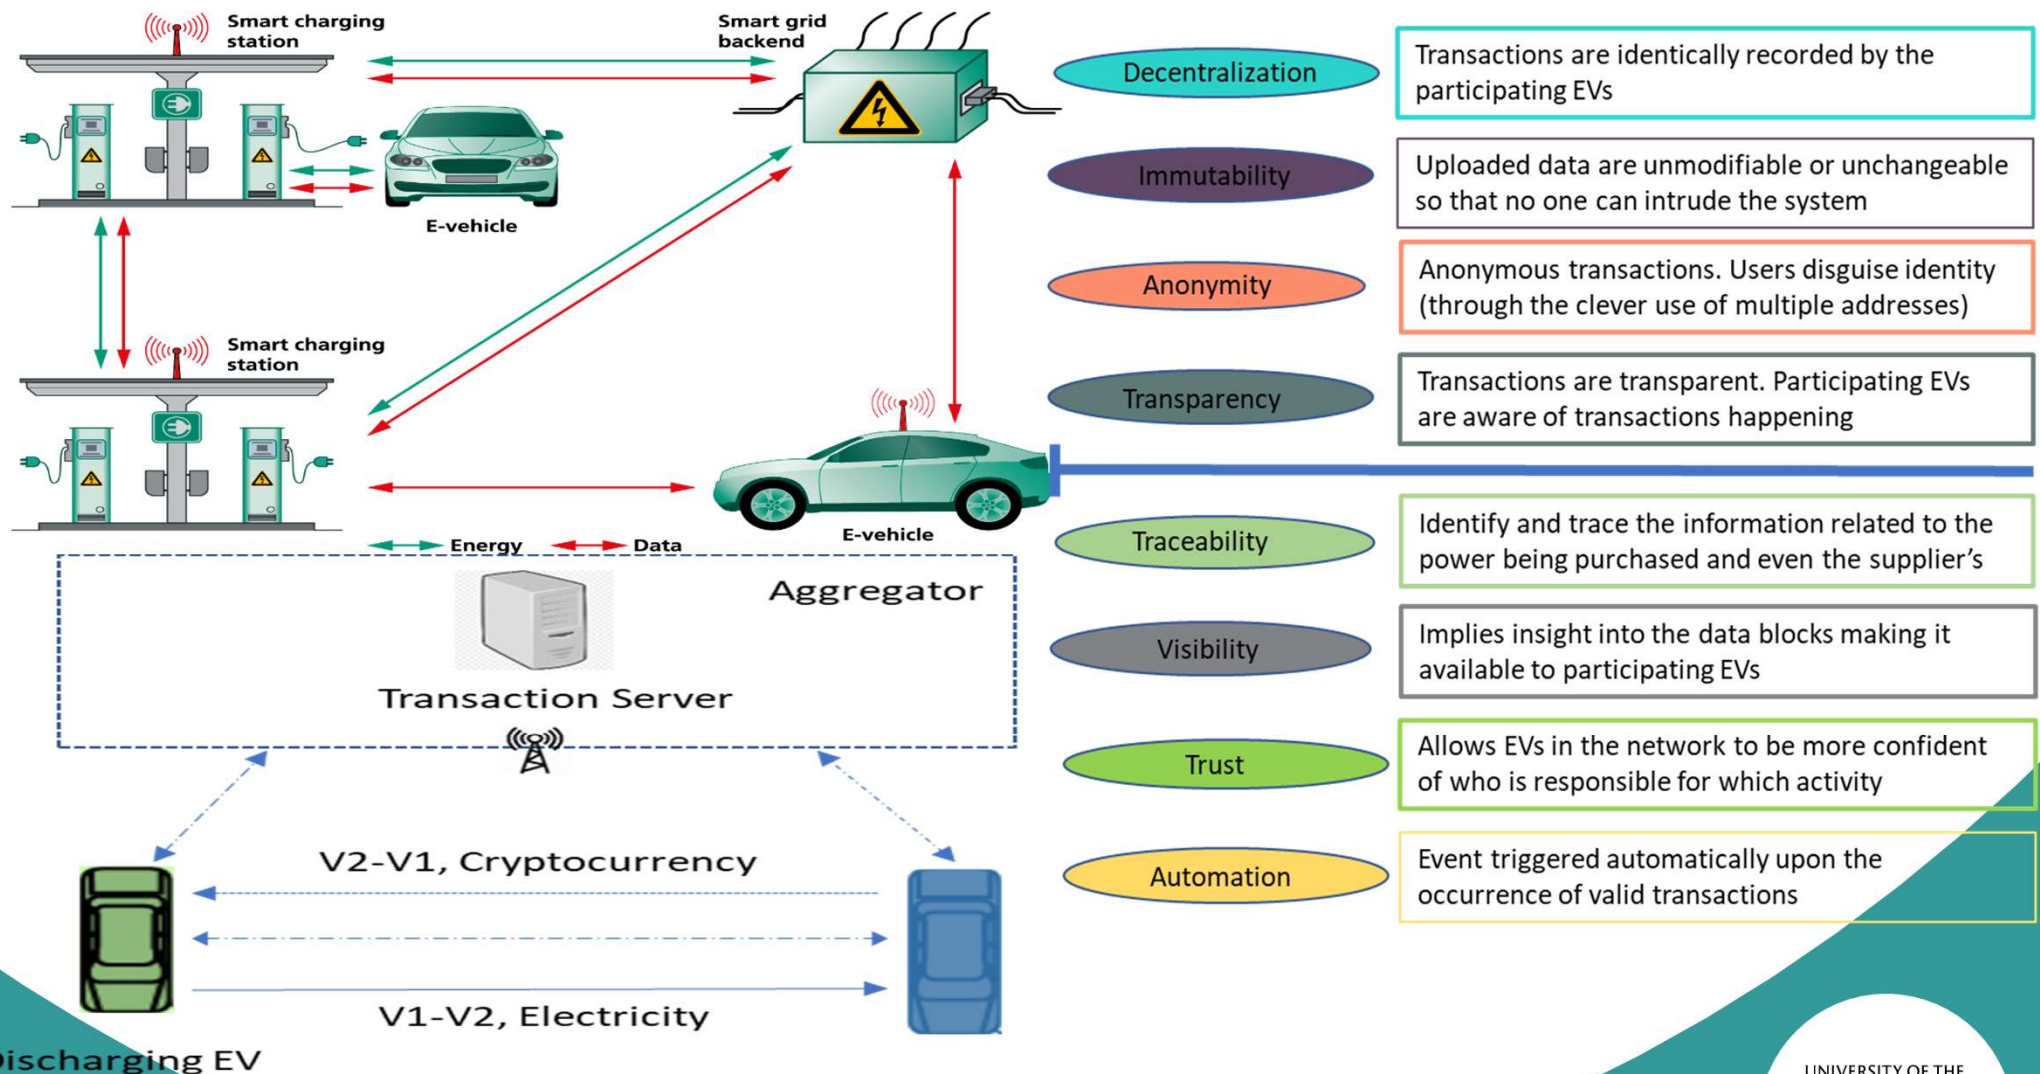 Smart charging
station
Smart grid
backend
E-vehicle
Smart charging
station
E-vehicle
Energy
Data
Aggregator
Transaction Server
V2-V1, Cryptocurrency
V1-V2, Electricity
ischarging EV
Decentralization
Transactions are identically recorded by the
participating EVs
Immutability
Uploaded data are unmodifiable or unchangeable
so that no one can intrude the system
Anonymity
Anonymous transactions. Users disguise identity
(through the clever use of multiple addresses)
Transparency
Transactions are transparent. Participating EVs
are aware of transactions happening
Traceability
Identify and trace the information related to the
power being purchased and even the supplier’s
Visibility
Implies insight into the data blocks making it
available to participating EVs
Trust
Allows EVs in the network to be more confident
of who is responsible for which activity
Automation
Event triggered automatically upon the
occurrence of valid transactions
UNIVERSITY OF THE